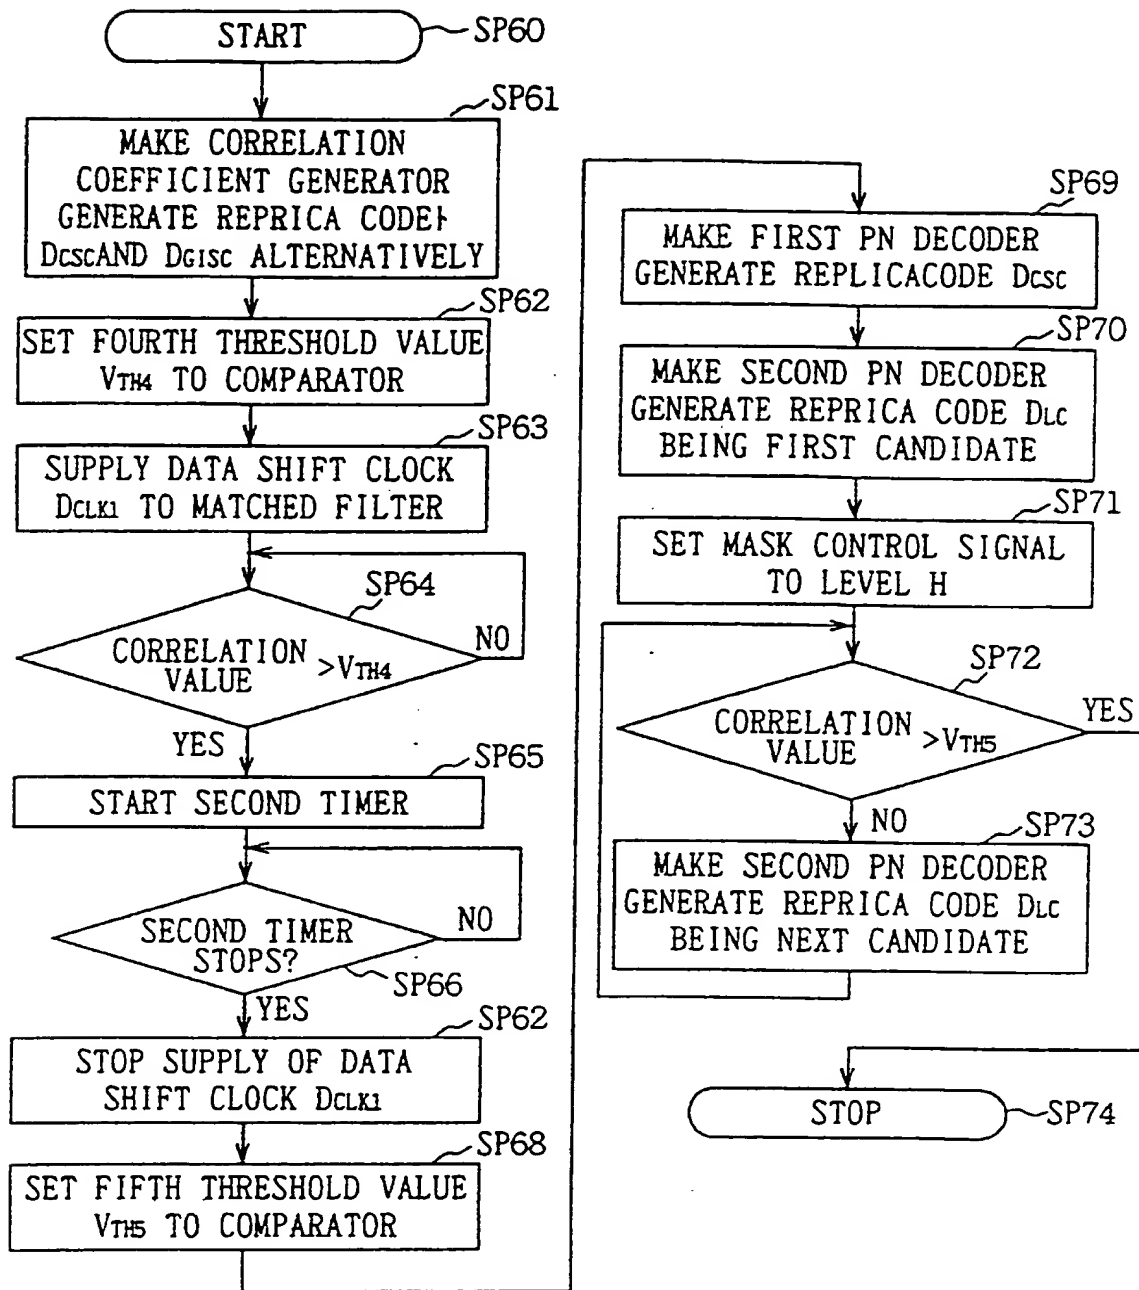 START
SP60
SP61
MAKE CORRELATION
COEFFICIENT GENERATOR
GENERATE REPRICA CODE
DCSCAND DGISC ALTERNATIVELY
SP62
SET FOURTH THRESHOLD VALUE
VTH4 TO COMPARATOR
SP63
SUPPLY DATA SHIFT CLOCK
DCLK1 TO MATCHED FILTER
SP64
CORRELATION
VALUE
>VTH4
NO
YES
SP65
START SECOND TIMER
SECOND TIMER
STOPS?
NO
SP66
YES
SP62
STOP SUPPLY OF DATA
SHIFT CLOCK DCLK1
SP68
SET FIFTH THRESHOLD VALUE
VTH5 TO COMPARATOR
SP69
MAKE FIRST PN DECODER
GENERATE REPLICACODE DCSC
SP70
MAKE SECOND PN DECODER
GENERATE REPRICA CODE DLC
BEING FIRST CANDIDATE
SP71
SET MASK CONTROL SIGNAL
TO LEVEL H
SP72
CORRELATION
VALUE
>VTH5
YES
NO
SP73
MAKE SECOND PN DECODER
GENERATE REPRICA CODE DLC
BEING NEXT CANDIDATE
STOP
SP74